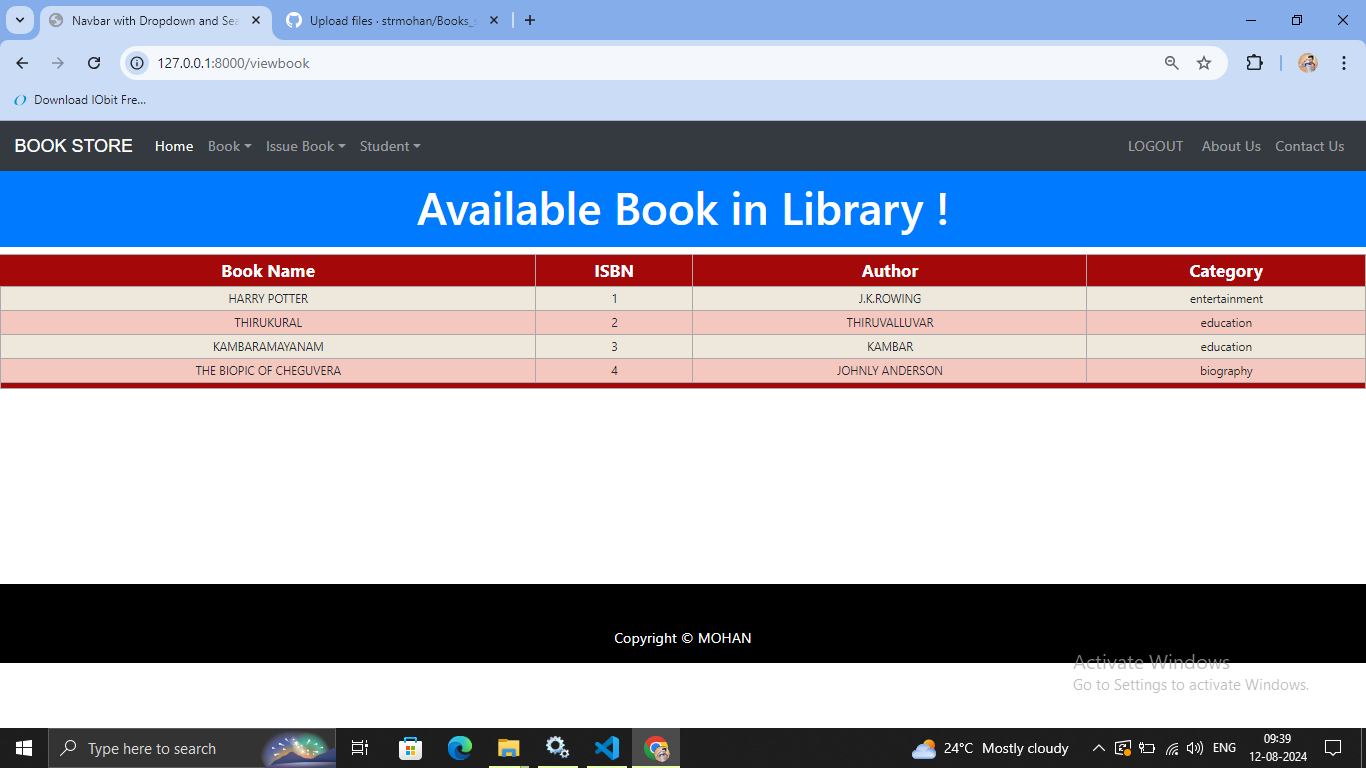 Navbar with Dropdown and Sea
Upload files · strmohan/Books_s
127.0.0.1:8000/viewbook
Download IObit Fre...
BOOK STORE Home Book Issue Book Student LOGOUT About Us Contact Us
Available Book in Library !
Book Name ISBN Author Category
HARRY POTTER 1 J.K.ROWING entertainment
THIRUKURAL 2 THIRUVALLUVAR education
KAMBARAMAYANAM 3 KAMBAR education
THE BIOPIC OF CHEGUVERA 4 JOHNLY ANDERSON biography
Copyright © MOHAN
Activate Windows
Go to Settings to activate Windows.
Type here to search
24°C Mostly cloudy
ENG
09:39
12-08-2024